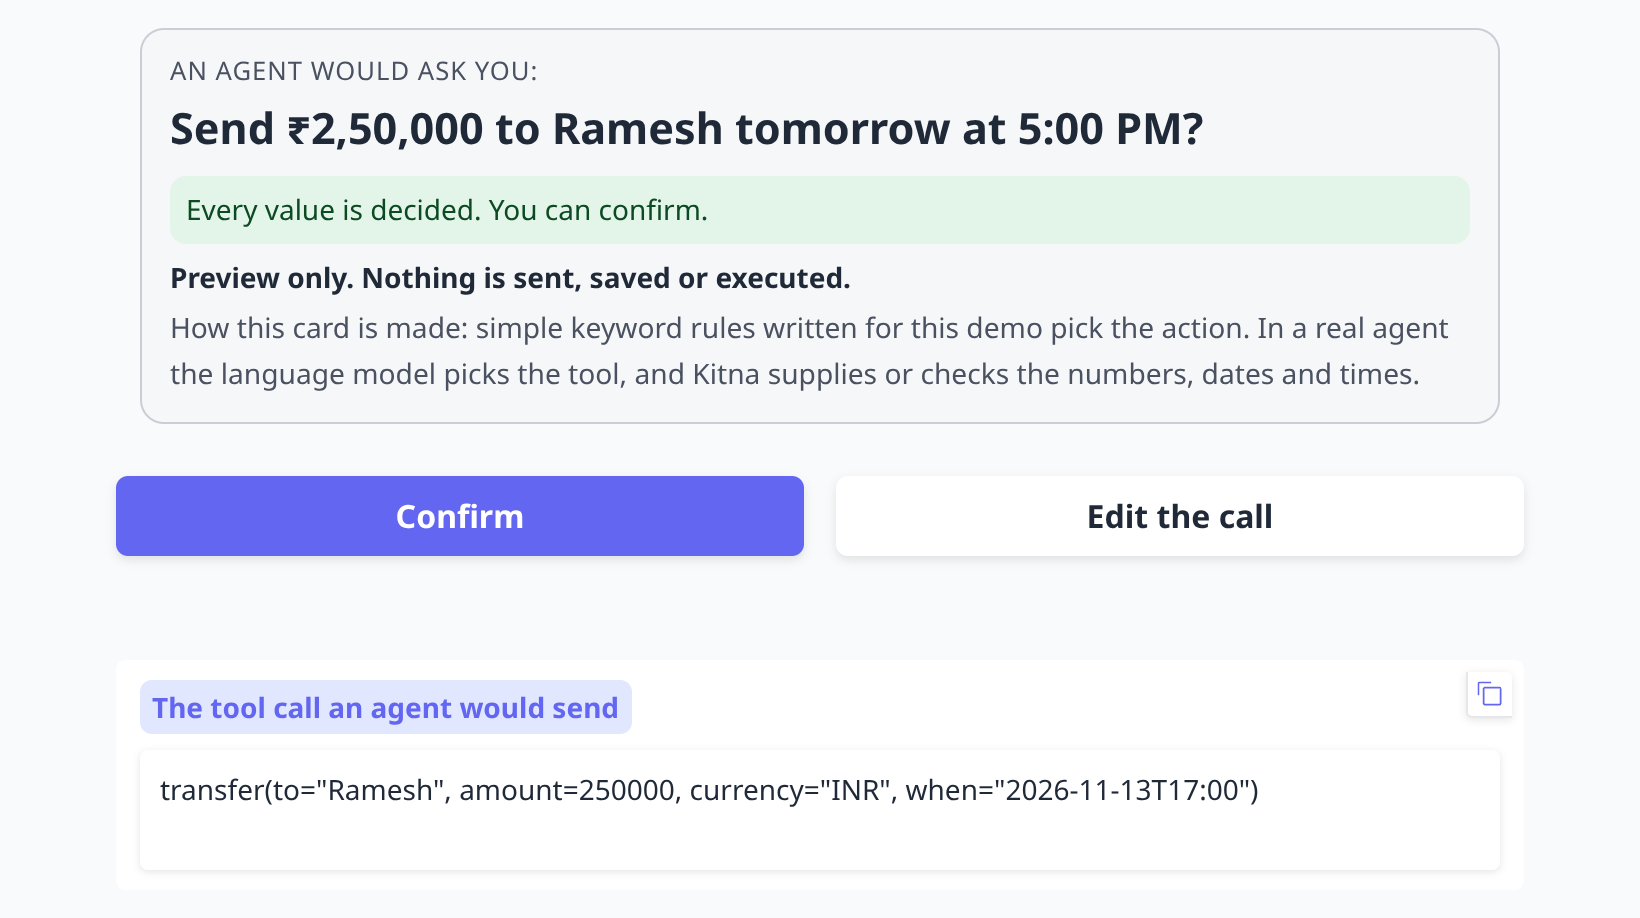 AN AGENT WOULD ASK YOU:
Send ₹2,50,000 to Ramesh tomorrow at 5:00 PM?
Every value is decided. You can confirm.
Preview only. Nothing is sent, saved or executed.
How this card is made: simple keyword rules written for this demo pick the action. In a real agent
the language model picks the tool, and Kitna supplies or checks the numbers, dates and times.
Confirm
Edit the call
The tool call an agent would send
transfer(to="Ramesh", amount=250000, currency="INR", when="2026-11-13T17:00")